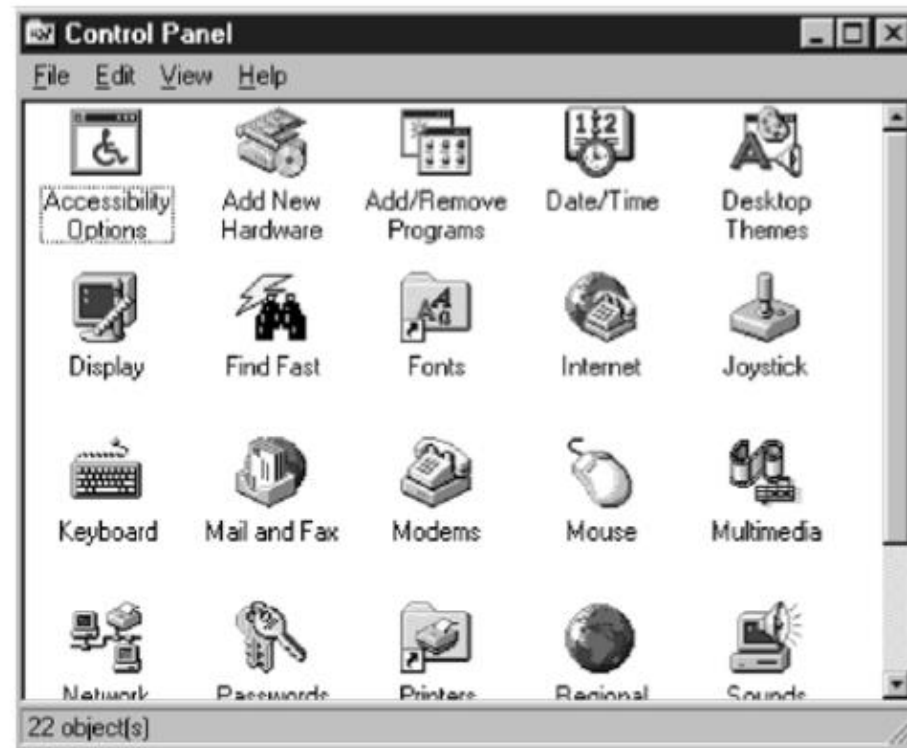 Control Panel
File Edit View Help
Accessibility Options
Add New Hardware
Add/Remove Programs
Date/Time
Desktop Themes
Display
Find Fast
Fonts
Internet
Joystick
Keyboard
Mail and Fax
Modems
Mouse
Multimedia
Network
Passwords
Printers
Regional
Sounds
22 object(s)